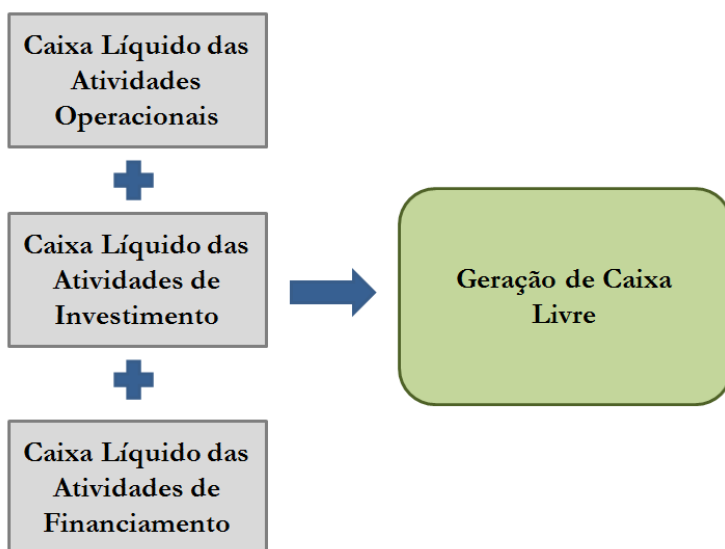 Caixa Líquido das
Atividades
Operacionais
Caixa Líquido das
Atividades de
Investimento
Geração de Caixa
Livre
Caixa Líquido das
Atividades de
Financiamento